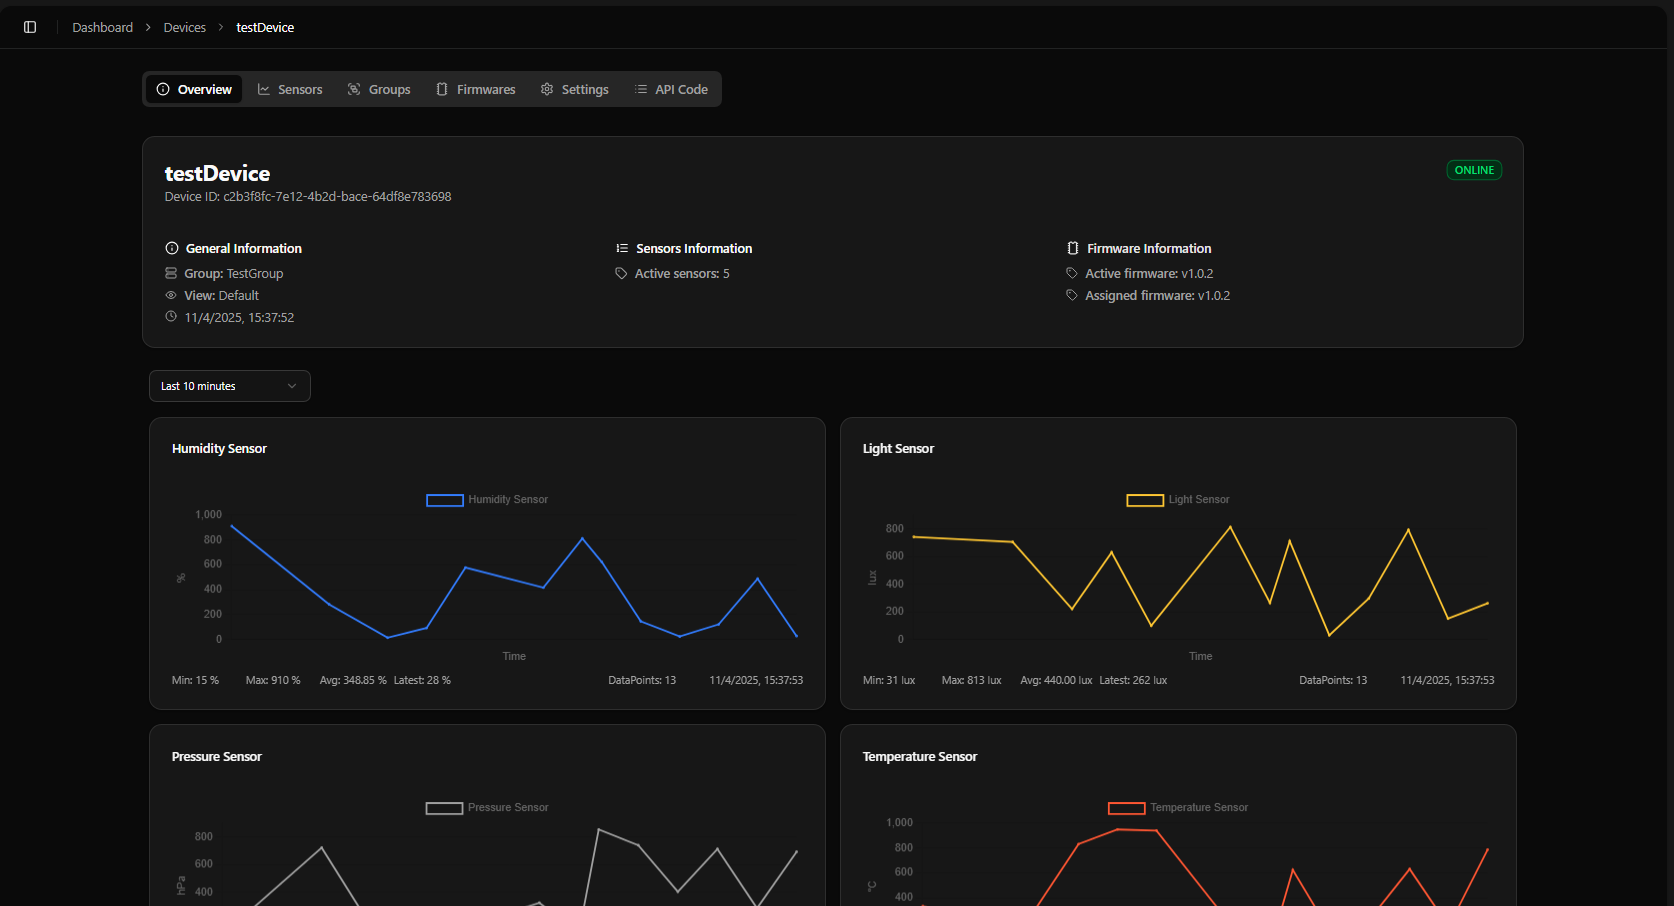 Dashboard > Devices > testDevice
Overview Sensors Groups Firmwares Settings API Code
testDevice
ONLINE
Device ID: c2b3f8fc-7e12-4b2d-bace-64df8e783698
General Information
Group: TestGroup
View: Default
11/4/2025, 15:37:52
Sensors Information
Active sensors: 5
Firmware Information
Active firmware: v1.0.2
Assigned firmware: v1.0.2
Last 10 minutes
Humidity Sensor
Humidity Sensor
1,000
800
600
400
200
0
%
Time
Min: 15 % Max: 910 % Avg: 348.85 % Latest: 28 % DataPoints: 13 11/4/2025, 15:37:53
Light Sensor
Light Sensor
800
600
400
200
0
lux
Time
Min: 31 lux Max: 813 lux Avg: 440.00 lux Latest: 262 lux DataPoints: 13 11/4/2025, 15:37:53
Pressure Sensor
Pressure Sensor
800
600
400
hPa
Temperature Sensor
Temperature Sensor
1,000
800
600
400
°C